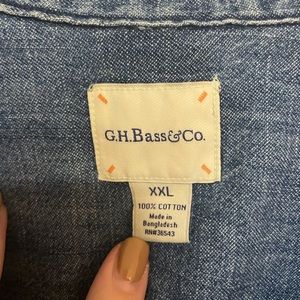 G.H.Bass&Co.
XXL
100% COTTON
Made in
Bangladesh
RN#36543